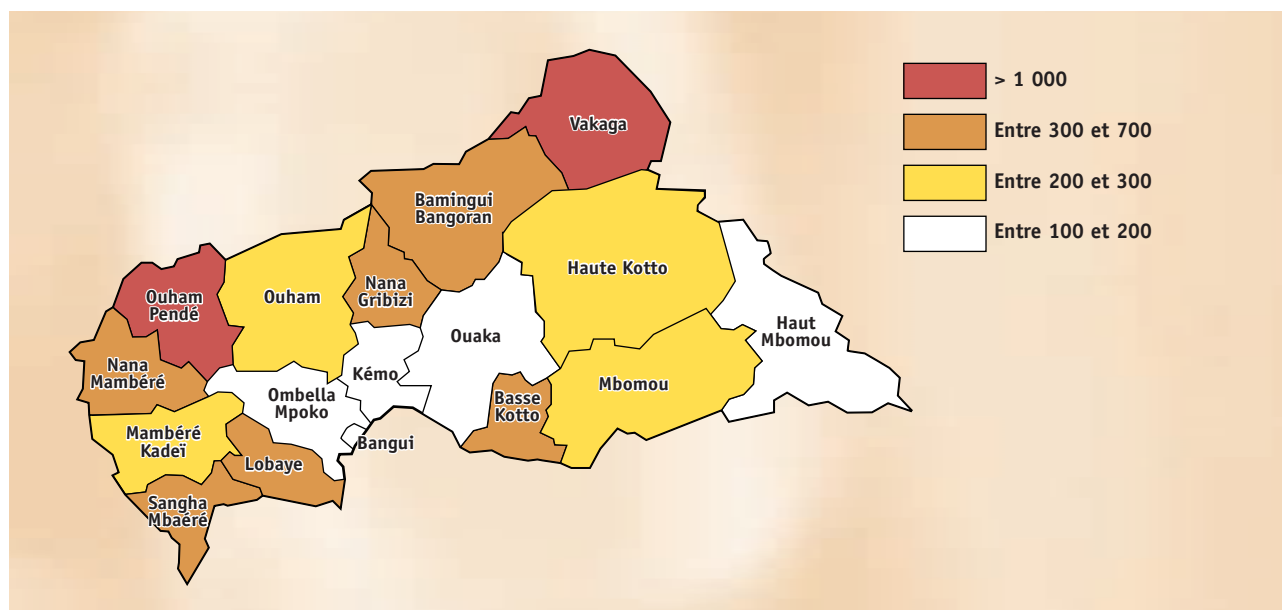 > 1 000
Entre 300 et 700
Entre 200 et 300
Entre 100 et 200
Vakaga
Bamingui
Bangoran
Haute Kotto
Ouham
Pendé
Ouham
Nana
Gribizi
Ouaka
Haut
Mbomou
Nana
Mambéré
Kémo
Mbomou
Ombella
Mpoko
Basse
Kotto
Mambéré
Kadeï
Bangui
Lobaye
Sangha
Mbaéré